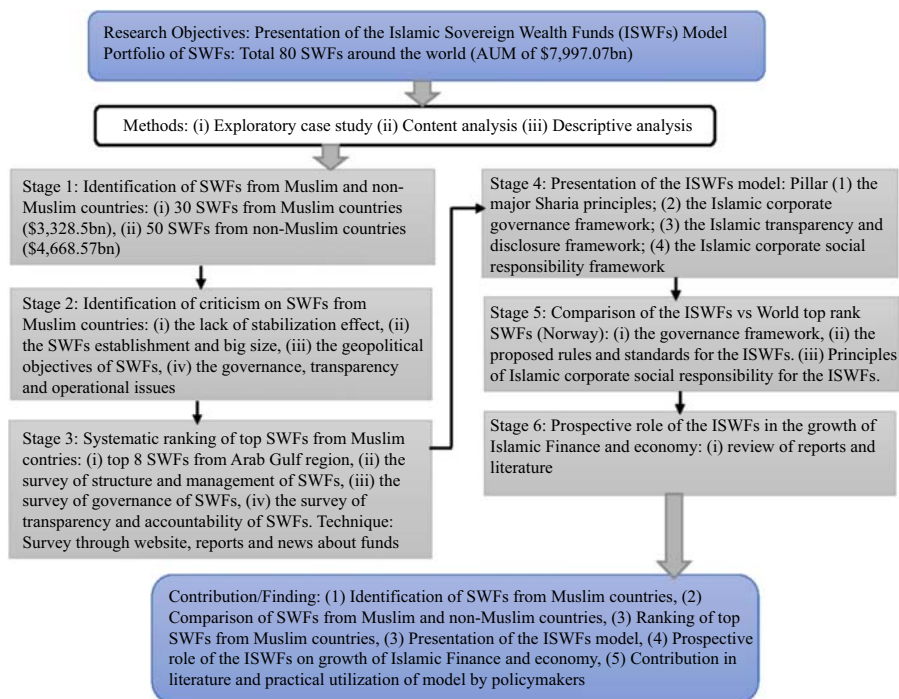 Research Objectives: Presentation of the Islamic Sovereign Wealth Funds (ISWFs) Model
Portfolio of SWFs: Total 80 SWFs around the world (AUM of $7,997.07bn)
Methods: (i) Exploratory case study (ii) Content analysis (iii) Descriptive analysis
Stage 1: Identification of SWFs from Muslim and non-
Muslim countries: (i) 30 SWFs from Muslim countries
($3,328.5bn), (ii) 50 SWFs from non-Muslim countries
($4,668.57bn)
Stage 2: Identification of criticism on SWFs from
Muslim countries: (i) the lack of stabilization effect, (ii)
the SWFs establishment and big size, (iii) the geopolitical
objectives of SWFs, (iv) the governance, transparency
and operational issues
Stage 3: Systematic ranking of top SWFs from Muslim
contries: (i) top 8 SWFs from Arab Gulf region, (ii) the
survey of structure and management of SWFs, (iii) the
survey of governance of SWFs, (iv) the survey of
transparency and accountability of SWFs. Technique:
Survey through website, reports and news about funds
Stage 4: Presentation of the ISWFs model: Pillar (1) the
major Sharia principles; (2) the Islamic corporate
governance framework; (3) the Islamic transparency and
disclosure framework; (4) the Islamic corporate social
responsibility framework
Stage 5: Comparison of the ISWFs vs World top rank
SWFs (Norway): (i) the governance framework, (ii) the
proposed rules and standards for the ISWFs. (iii) Principles
of Islamic corporate social responsibility for the ISWFs.
Stage 6: Prospective role of the ISWFs in the growth of
Islamic Finance and economy: (i) review of reports and
literature
Contribution/Finding: (1) Identification of SWFs from Muslim countries, (2)
Comparison of SWFs from Muslim and non-Muslim countries, (3) Ranking of top
SWFs from Muslim countries, (3) Presentation of the ISWFs model, (4) Prospective
role of the ISWFs on growth of Islamic Finance and economy, (5) Contribution in
literature and practical utilization of model by policymakers